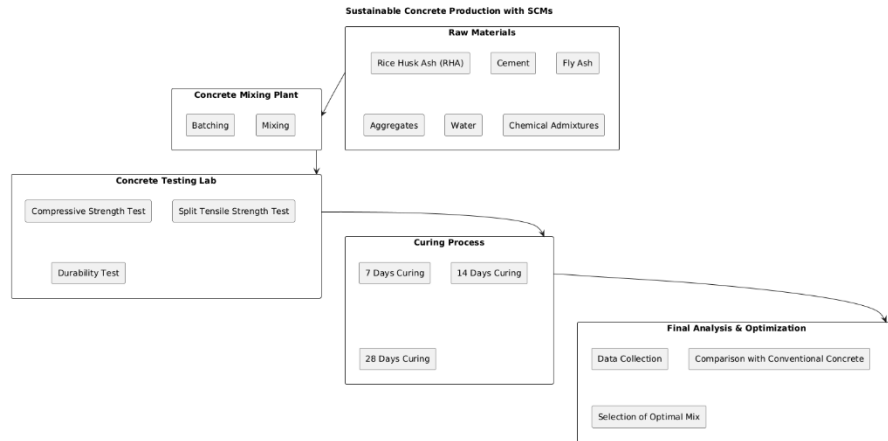 Sustainable Concrete Production with SCMs
Raw Materials
Rice Husk Ash (RHA)
Cement
Fly Ash
Aggregates
Water
Chemical Admixtures
Concrete Mixing Plant
Batching
Mixing
Concrete Testing Lab
Compressive Strength Test
Split Tensile Strength Test
Durability Test
Curing Process
7 Days Curing
14 Days Curing
28 Days Curing
Final Analysis & Optimization
Data Collection
Comparison with Conventional Concrete
Selection of Optimal Mix